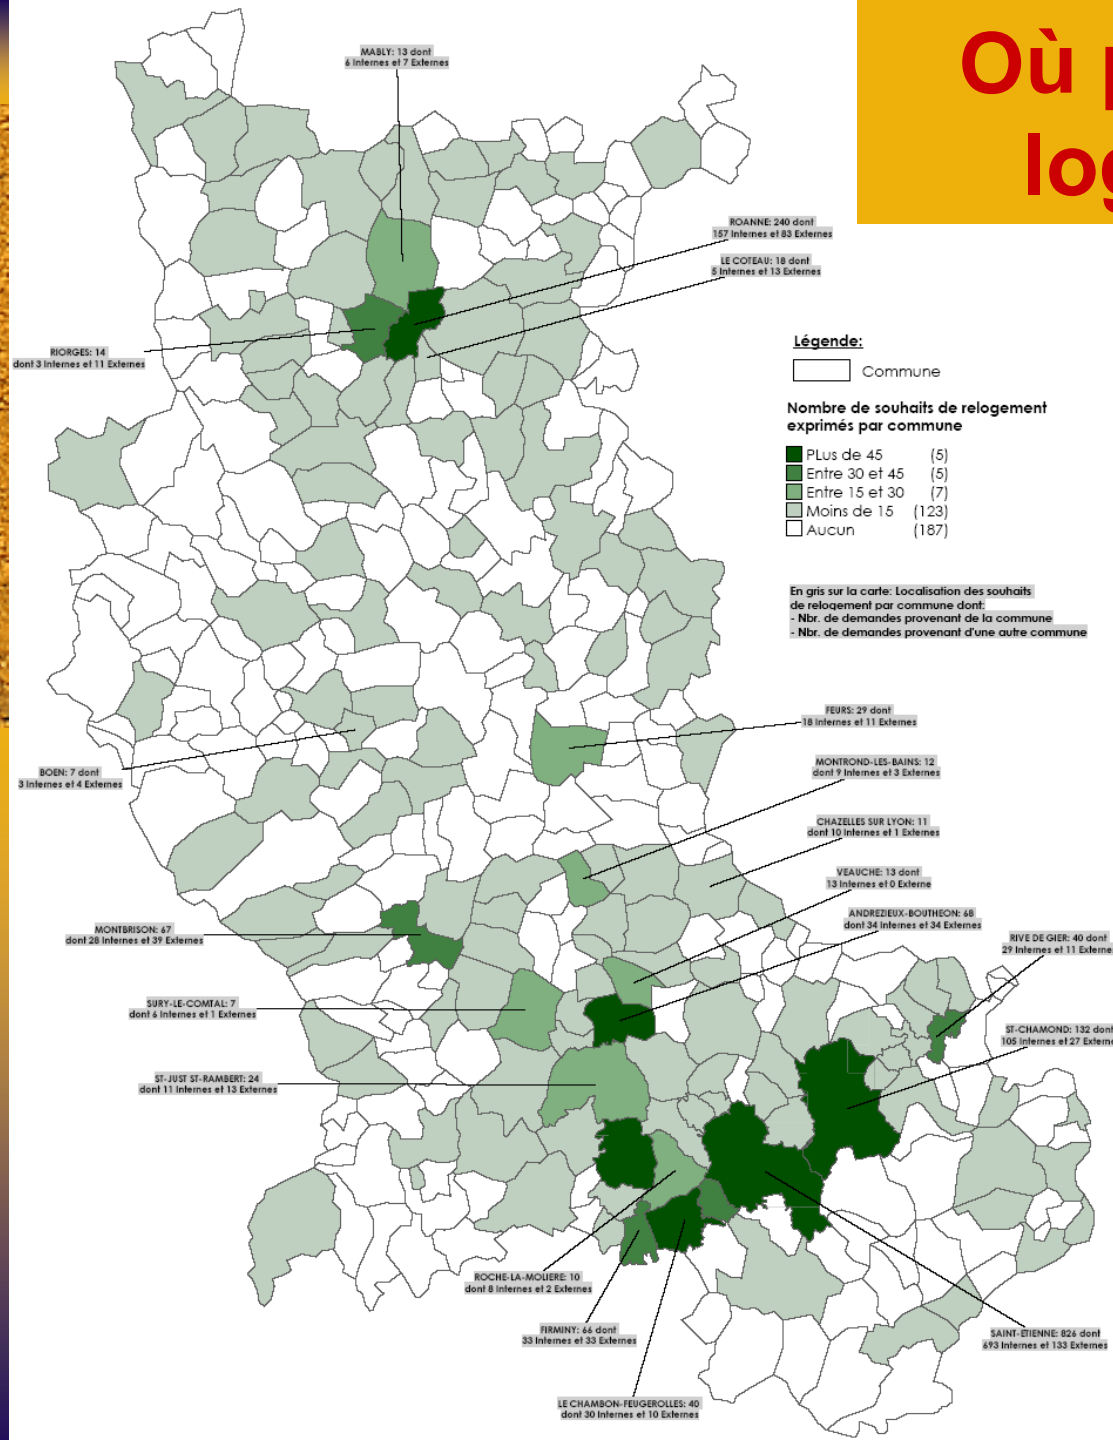 Où p
log
MABLY: 13 dont
6 Internes et 7 Externes
ROANNE: 240 dont
157 Internes et 83 Externes
LE COTEAU: 18 dont
5 Internes et 13 Externes
RIORGES: 14
dont 3 Internes et 11 Externes
Légende:
Commune
Nombre de souhaits de relogement
exprimés par commune
PLus de 45 (5)
Entre 30 et 45 (5)
Entre 15 et 30 (7)
Moins de 15 (123)
Aucun (187)
En gris sur la carte: Localisation des souhaits
de relogement par commune dont:
- Nbr. de demandes provenant de la commune
- Nbr. de demandes provenant d'une autre commune
FEURS: 29 dont
18 Internes et 11 Externes
BOEN: 7 dont
3 Internes et 4 Externes
MONTROND-LES-BAINS: 12
dont 9 Internes et 3 Externes
CHAZELLES SUR LYON: 11
dont 10 Internes et 1 Externes
VEAUCHE: 13 dont
13 Internes et 0 Externe
ANDREZIEUX-BOUTHEON: 68
dont 34 Internes et 34 Externes
MONTBRISON: 67
dont 28 Internes et 39 Externes
RIVE DE GIER: 40 dont
29 Internes et 11 Externe
SURY-LE-COMTAL: 7
dont 6 Internes et 1 Externes
ST-CHAMOND: 132 dont
105 Internes et 27 Externe
ST-JUST ST-RAMBERT: 24
dont 11 Internes et 13 Externes
ROCHE-LA-MOLIERE: 10
dont 8 Internes et 2 Externes
FIRMINY: 66 dont
33 Internes et 33 Externes
SAINT-ETIENNE: 826 dont
693 Internes et 133 Externes
LE CHAMBON-FEUGEROLLES: 40
dont 30 Internes et 10 Externes